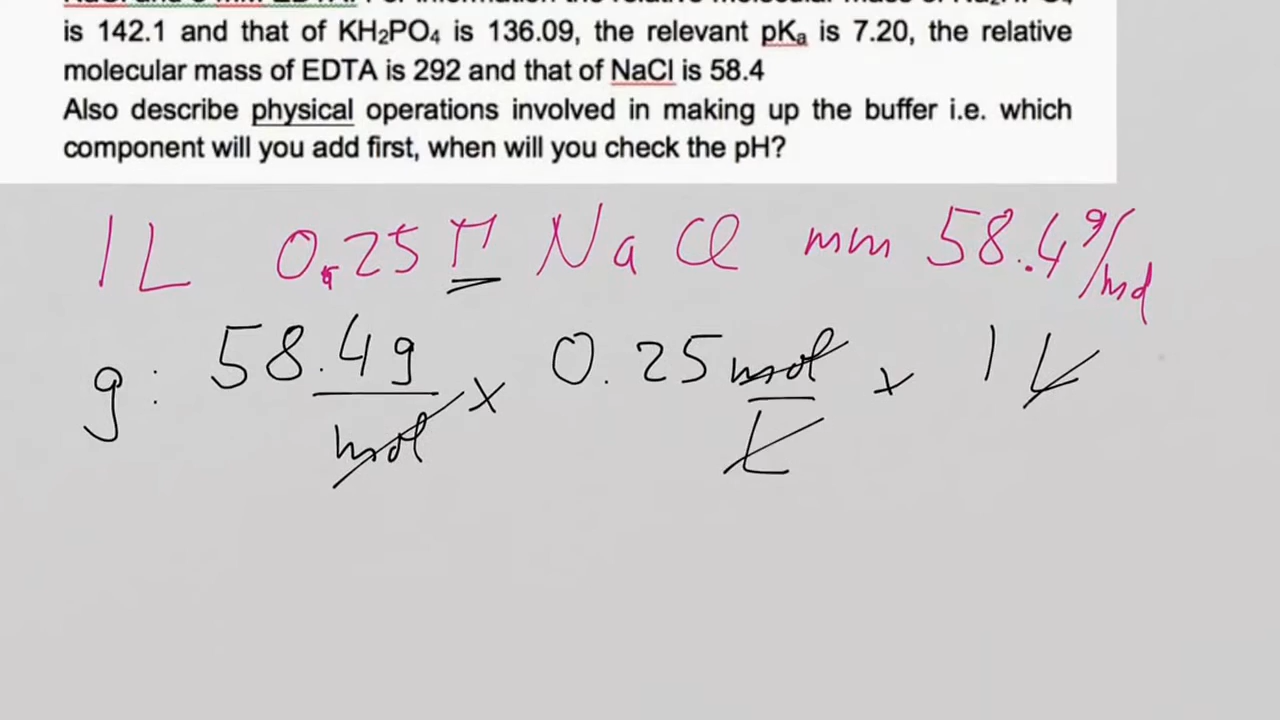 is 142.1 and that of KH₂PO₄ is 136.09, the relevant pKₐ is 7.20, the relative
molecular mass of EDTA is 292 and that of NaCl is 58.4
Also describe physical operations involved in making up the buffer i.e. which
component will you add first, when will you check the pH?
1L 0.25 M NaCl mm 58.4 g/mol
g: 58.4g/mol x 0.25 mol/L x 1 L